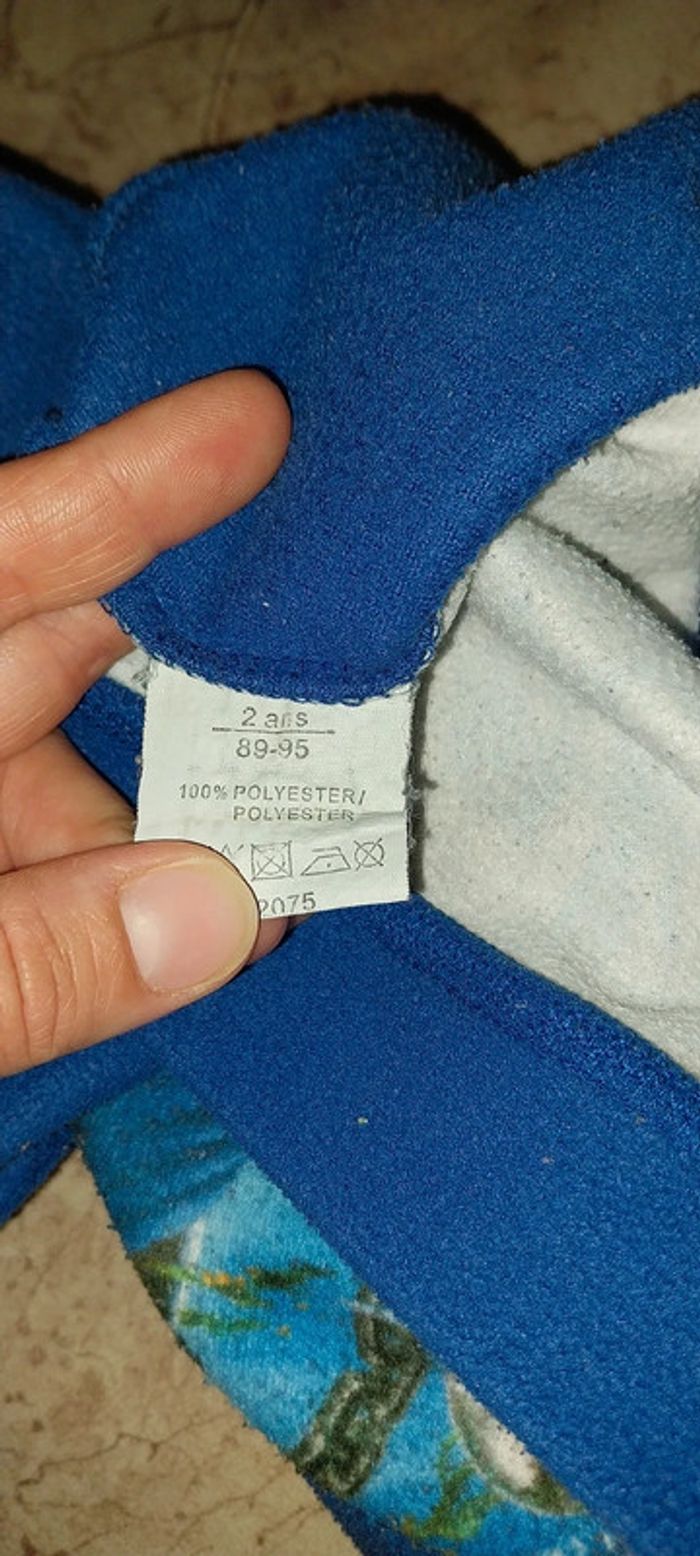 2 ans
89-95
100% POLYESTER/
POLYESTER
2075